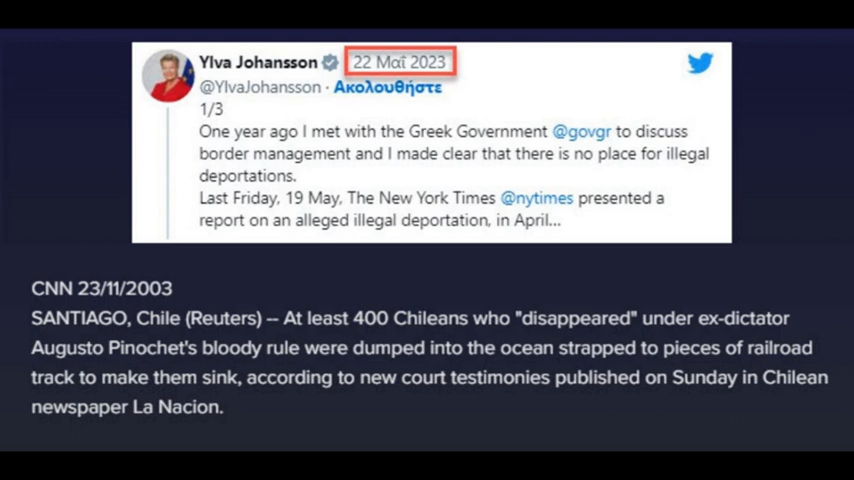 Ylva Johansson 22 Μαΐ 2023
@YlvaJohansson · Ακολουθήστε
1/3
One year ago I met with the Greek Government @govgr to discuss
border management and I made clear that there is no place for illegal
deportations.
Last Friday, 19 May, The New York Times @nytimes presented a
report on an alleged illegal deportation, in April...
CNN 23/11/2003
SANTIAGO, Chile (Reuters) -- At least 400 Chileans who "disappeared" under ex-dictator
Augusto Pinochet's bloody rule were dumped into the ocean strapped to pieces of railroad
track to make them sink, according to new court testimonies published on Sunday in Chilean
newspaper La Nacion.